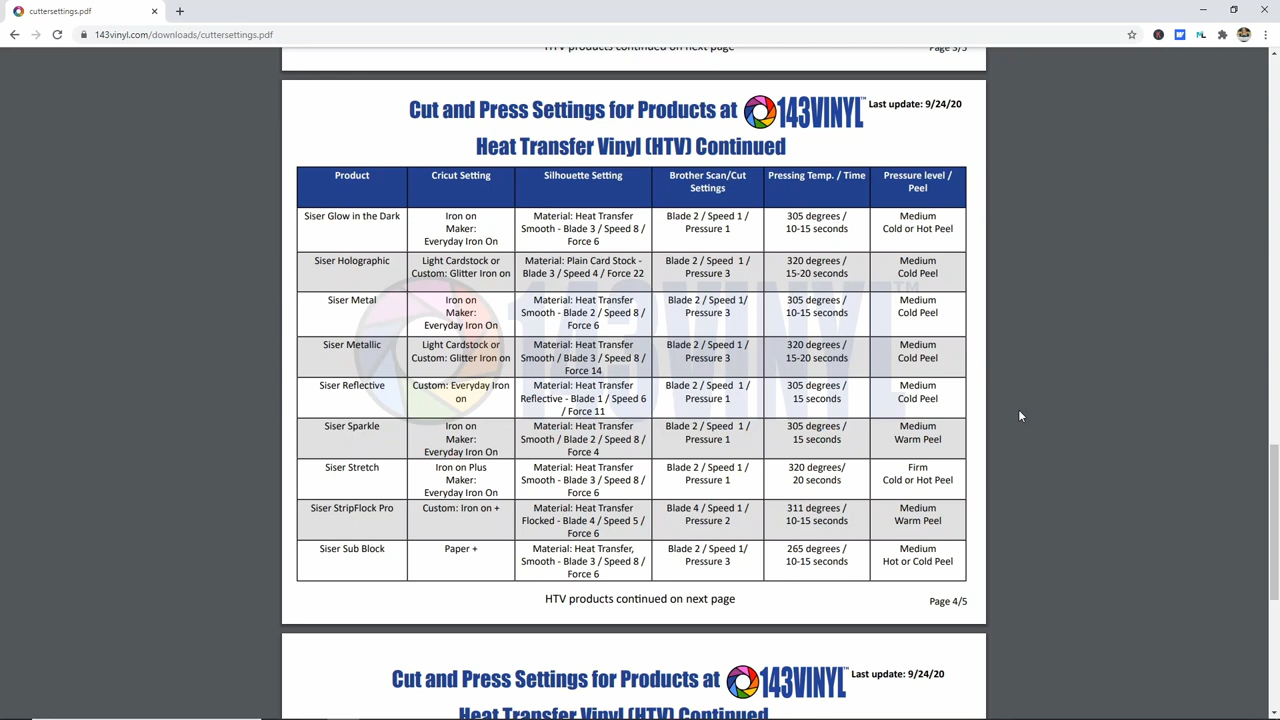 cuttersettings.pdf
143vinyl.com/downloads/cuttersettings.pdf
HTV products continued on next page
Page 3/5
Cut and Press Settings for Products at 143VINYL™ Last update: 9/24/20
Heat Transfer Vinyl (HTV) Continued
Product Cricut Setting Silhouette Setting Brother Scan/Cut Pressing Temp. / Time Pressure level /
Settings Peel
Siser Glow in the Dark Iron on Material: Heat Transfer Blade 2 / Speed 1 / 305 degrees / Medium
Maker: Smooth - Blade 3 / Speed 8 / Pressure 1 10-15 seconds Cold or Hot Peel
Everyday Iron On Force 6
Siser Holographic Light Cardstock or Material: Plain Card Stock - Blade 2 / Speed 1 / 320 degrees / Medium
Custom: Glitter Iron on Blade 3 / Speed 4 / Force 22 Pressure 3 15-20 seconds Cold Peel
Siser Metal Iron on Material: Heat Transfer Blade 2 / Speed 1/ 305 degrees / Medium
Maker: Smooth - Blade 2 / Speed 8 / Pressure 3 10-15 seconds Cold Peel
Everyday Iron On Force 6
Siser Metallic Light Cardstock or Material: Heat Transfer Blade 2 / Speed 1 / 320 degrees / Medium
Custom: Glitter Iron on Smooth / Blade 3 / Speed 8 / Pressure 3 15-20 seconds Cold Peel
Force 14
Siser Reflective Custom: Everyday Iron Material: Heat Transfer Blade 2 / Speed 1 / 305 degrees / Medium
on Reflective - Blade 1 / Speed 6 Pressure 1 15 seconds Cold Peel
/ Force 11
Siser Sparkle Iron on Material: Heat Transfer Blade 2 / Speed 1 / 305 degrees / Medium
Maker: Smooth / Blade 2 / Speed 8 / Pressure 1 15 seconds Warm Peel
Everyday Iron On Force 4
Siser Stretch Iron on Plus Material: Heat Transfer Blade 2 / Speed 1 / 320 degrees/ Firm
Maker: Smooth - Blade 3 / Speed 8 / Pressure 1 20 seconds Cold or Hot Peel
Everyday Iron On Force 6
Siser StripFlock Pro Custom: Iron on + Material: Heat Transfer Blade 4 / Speed 1 / 311 degrees / Medium
Flocked - Blade 4 / Speed 5 / Pressure 2 10-15 seconds Warm Peel
Force 6
Siser Sub Block Paper + Material: Heat Transfer, Blade 2 / Speed 1/ 265 degrees / Medium
Smooth - Blade 3 / Speed 8 / Pressure 3 10-15 seconds Hot or Cold Peel
Force 6
143VINYL™
HTV products continued on next page
Page 4/5
Cut and Press Settings for Products at 143VINYL™ Last update: 9/24/20
Heat Transfer Vinyl (HTV) Continued